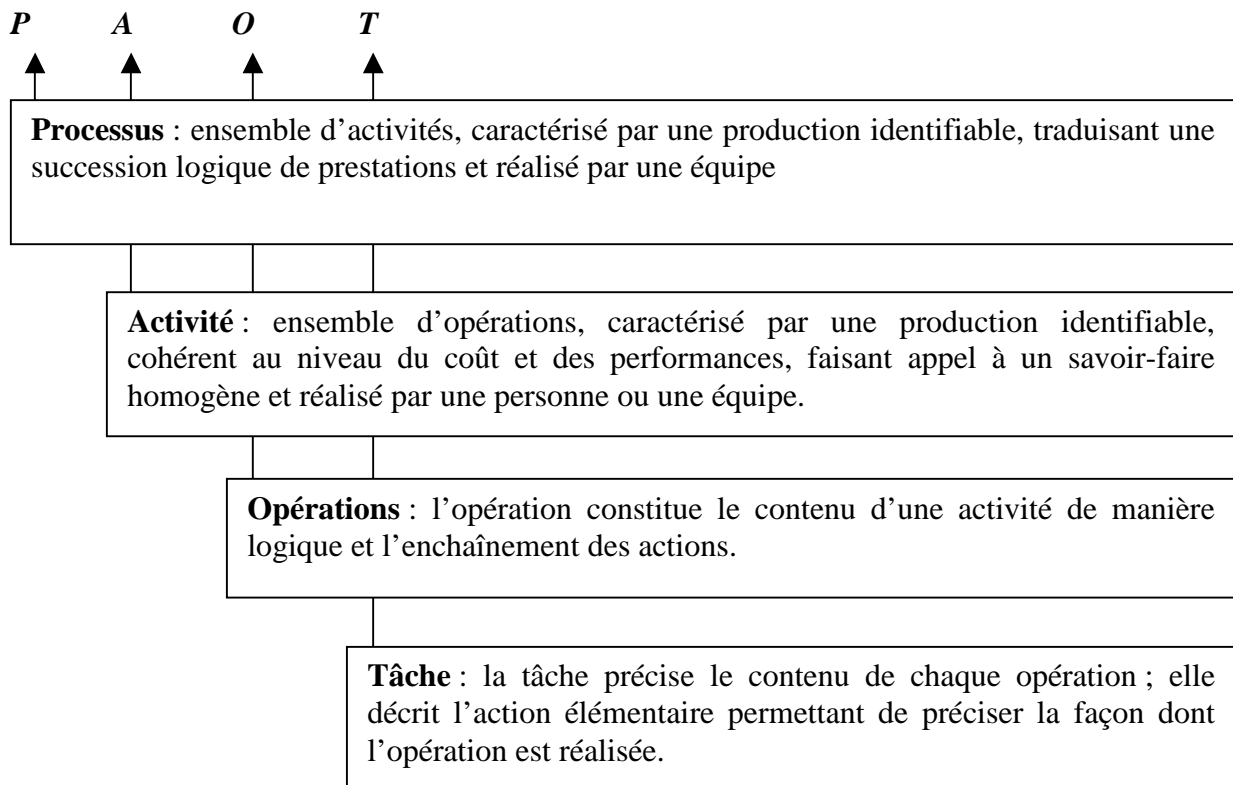 P A O T
Processus : ensemble d’activités, caractérisé par une production identifiable, traduisant une
succession logique de prestations et réalisé par une équipe
Activité : ensemble d’opérations, caractérisé par une production identifiable,
cohérent au niveau du coût et des performances, faisant appel à un savoir-faire
homogène et réalisé par une personne ou une équipe.
Opérations : l’opération constitue le contenu d’une activité de manière
logique et l’enchaînement des actions.
Tâche : la tâche précise le contenu de chaque opération ; elle
décrit l’action élémentaire permettant de préciser la façon dont
l’opération est réalisée.